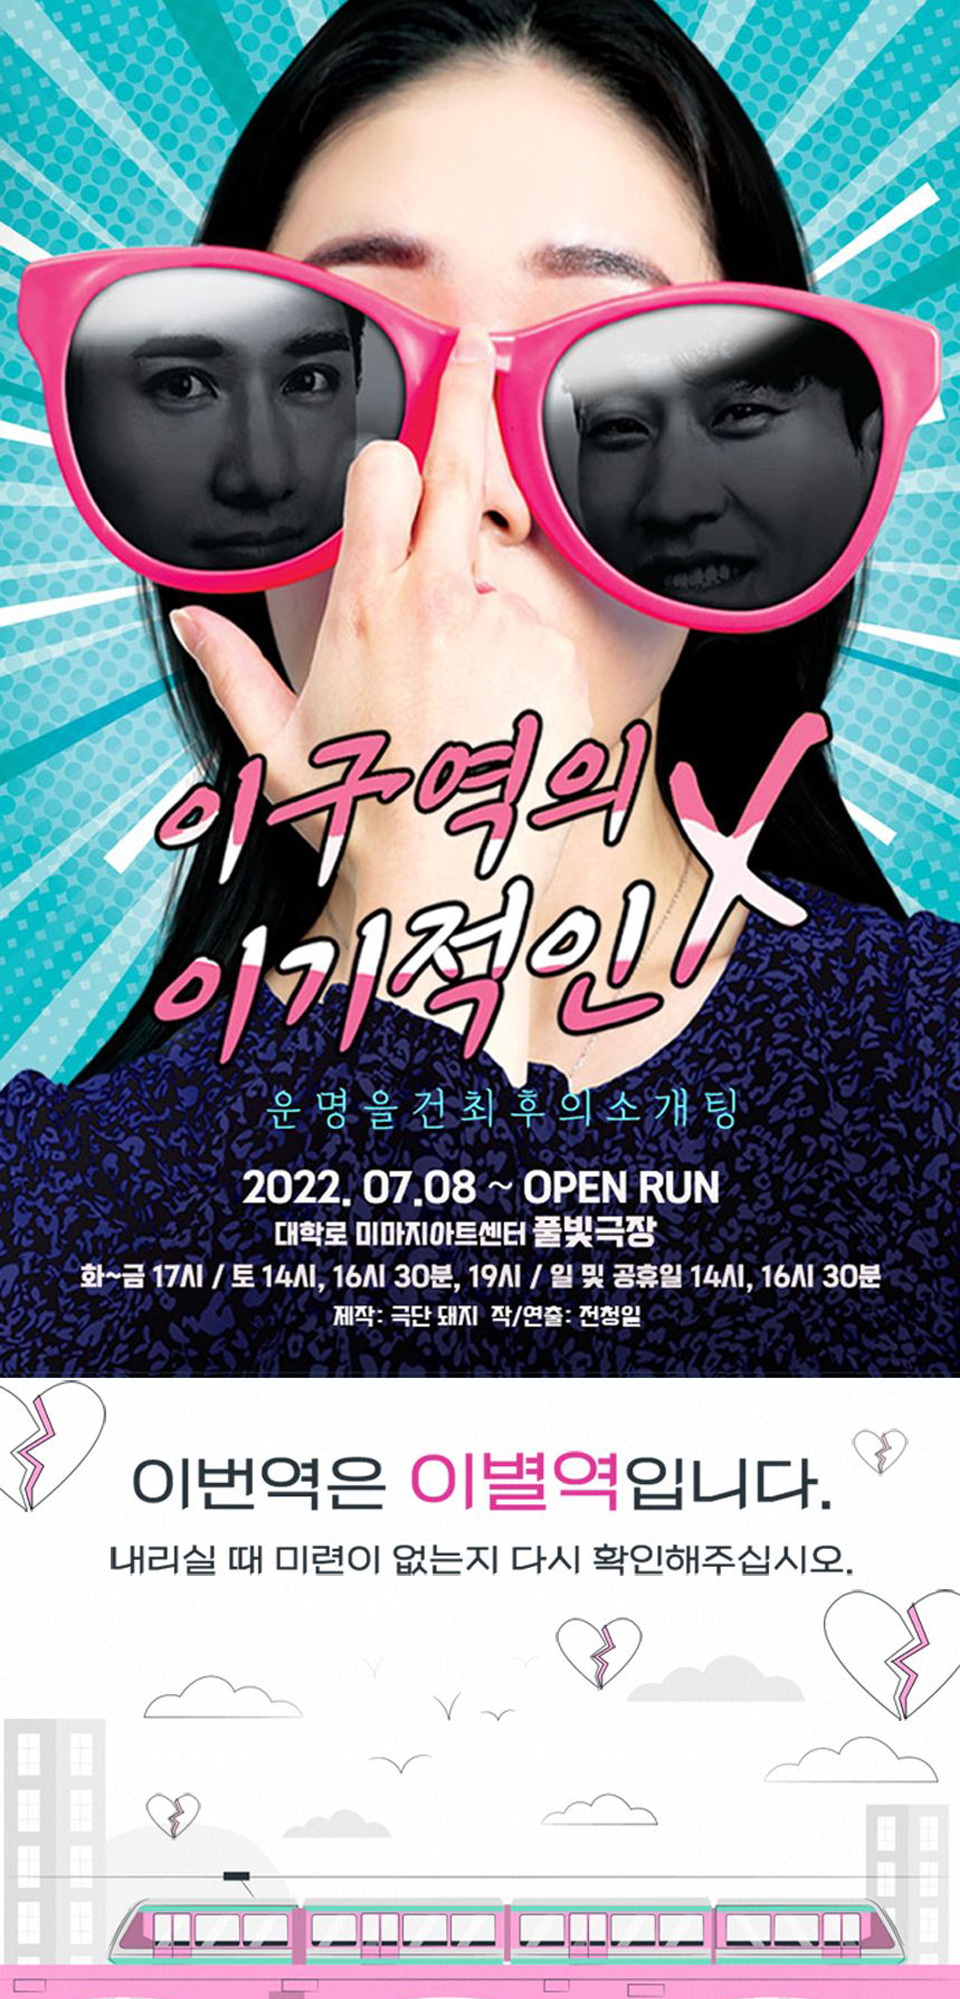 이구역의
이기적인X
운명을건최후의소개팅
2022. 07.08 ~ OPEN RUN
대학로 미마지아트센터 풀빛극장
화~금 17시 / 토 14시, 16시 30분, 19시 / 일 및 공휴일 14시, 16시 30분
제작: 극단 돼지 작/연출: 전청일
이번역은 이별역입니다.
내리실 때 미련이 없는지 다시 확인해주십시오.